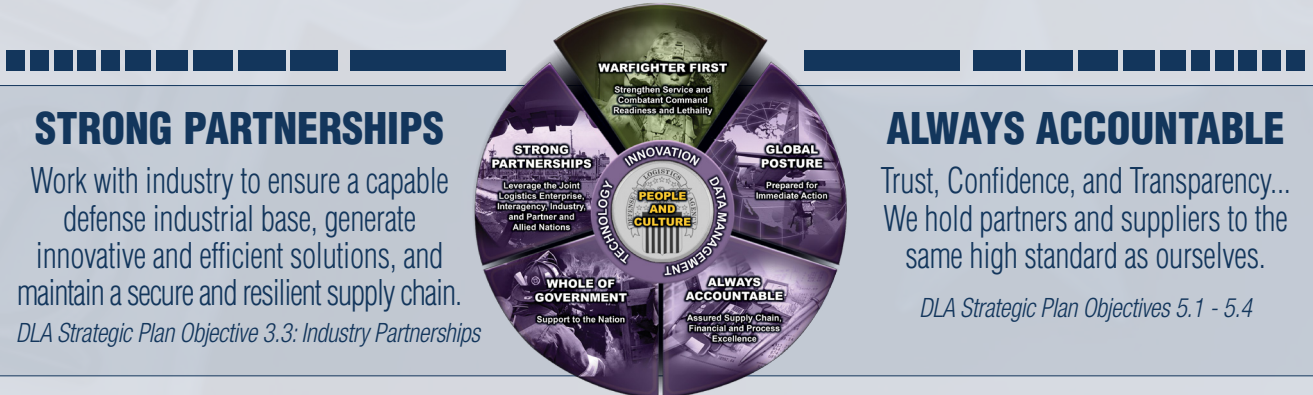 STRONG PARTNERSHIPS
Work with industry to ensure a capable
defense industrial base, generate
innovative and efficient solutions, and
maintain a secure and resilient supply chain.
DLA Strategic Plan Objective 3.3: Industry Partnerships
WARFIGHTER FIRST
Strengthen Service and
Combatant Command
Readiness and Lethality
STRONG
PARTNERSHIPS
Leverage the Joint
Logistics Enterprise,
Interagency, Industry,
and Partner and
Allied Nations
GLOBAL
POSTURE
Prepared for
Immediate Action
INNOVATION
TECHNOLOGY
DATA MANAGEMENT
DEFENSE LOGISTICS AGENCY
PEOPLE
AND
CULTURE
WHOLE OF
GOVERNMENT
Support to the Nation
ALWAYS
ACCOUNTABLE
Assured Supply Chain,
Financial and Process
Excellence
ALWAYS ACCOUNTABLE
Trust, Confidence, and Transparency...
We hold partners and suppliers to the
same high standard as ourselves.
DLA Strategic Plan Objectives 5.1 - 5.4